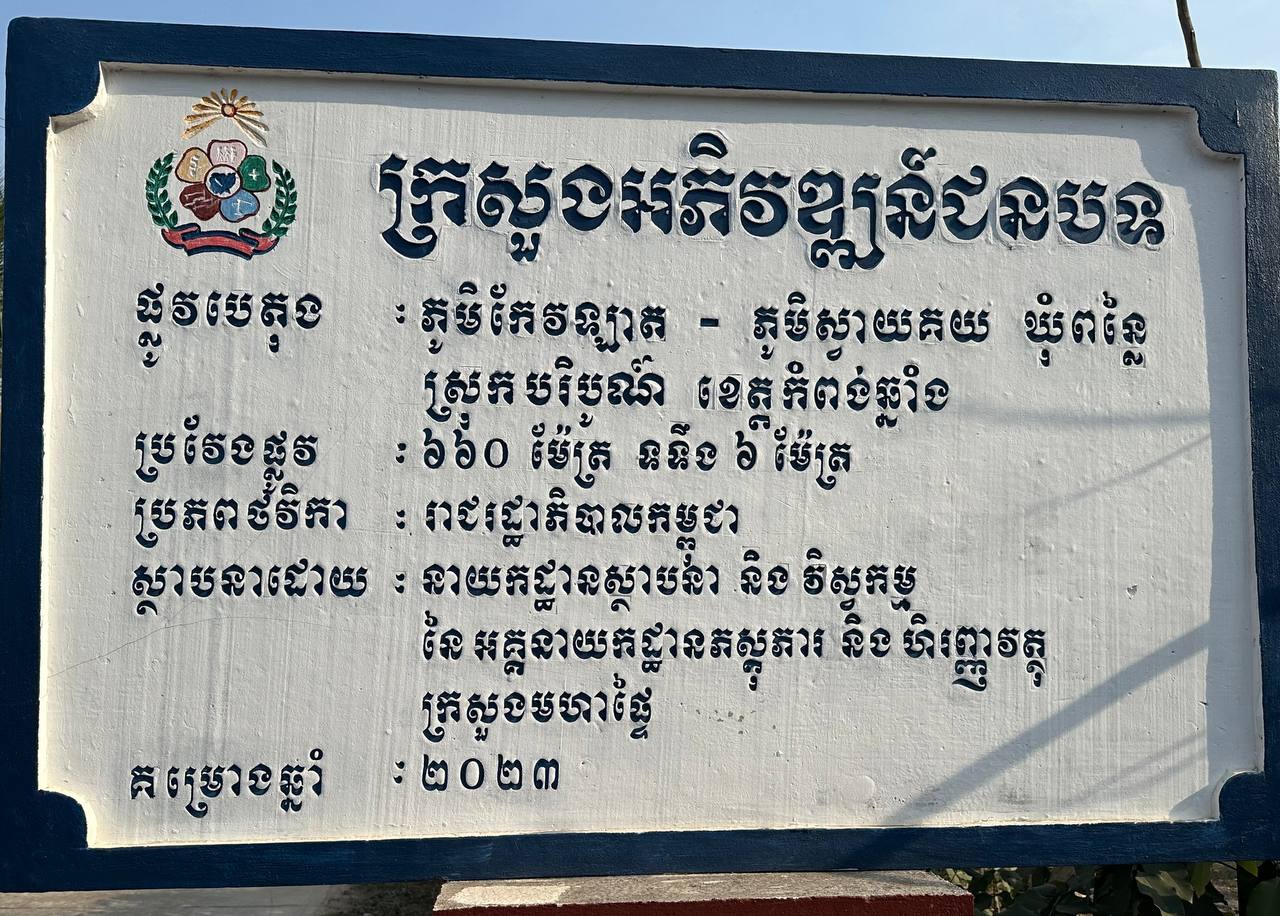 ក្រសួងអភិវឌ្ឍន៍ជនបទ
ផ្លូវបេតុង : ភូមិកែវឡាត - ភូមិស្វាយគយ ឃុំពន្លៃ
ស្រុកបរិបូណ៌ ខេត្តកំពង់ឆ្នាំង
ប្រវែងផ្លូវ : ៦៦០ ម៉ែត្រ ទទឹង ៦ ម៉ែត្រ
ប្រភពថវិកា : រាជរដ្ឋាភិបាលកម្ពុជា
ស្ថាបនាដោយ : នាយកដ្ឋានស្ថាបនា និង វិស្វកម្ម
នៃ អគ្គនាយកដ្ឋានភស្តុភារ និង ហិរញ្ញវត្ថុ
ក្រសួងមហាផ្ទៃ
គម្រោងឆ្នាំ : ២០២៣